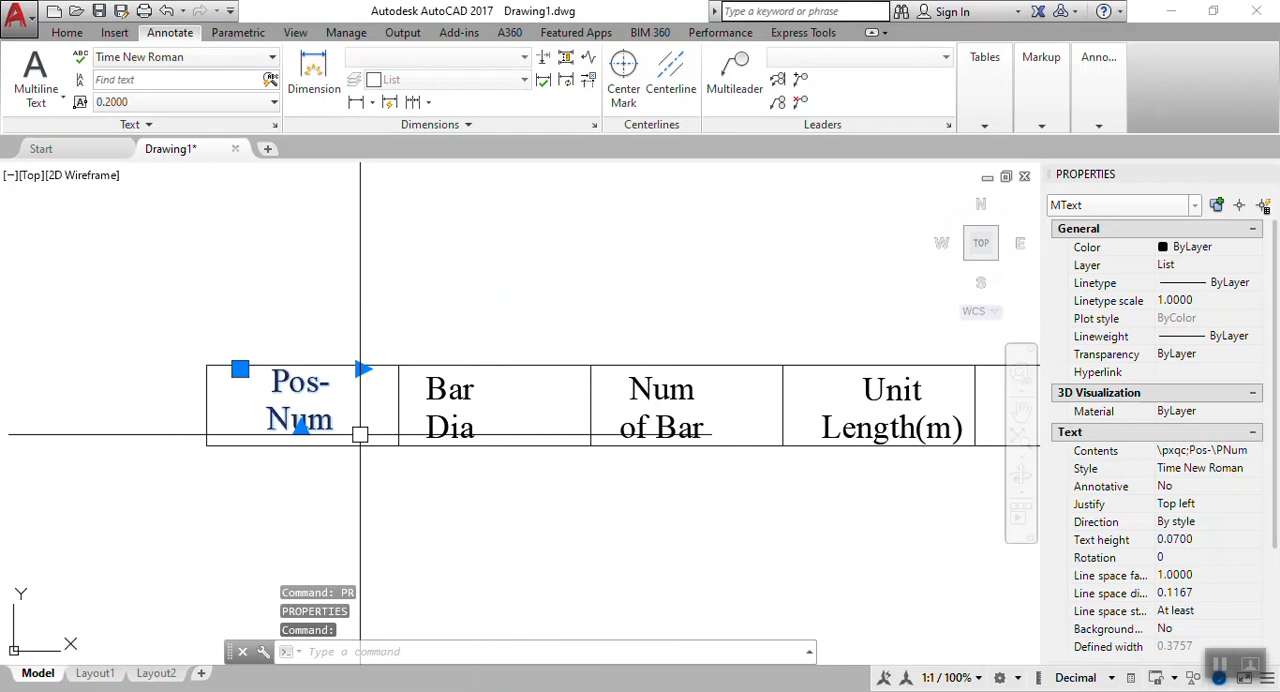 Autodesk AutoCAD 2017 Drawing1.dwg
Type a keyword or phrase
Sign In
Home Insert Annotate Parametric View Manage Output Add-ins A360 Featured Apps BIM 360 Performance Express Tools
Multiline
Text
Time New Roman
Find text
0.2000
Text
Dimension
List
Dimensions
Center
Mark
Centerline
Centerlines
Multileader
Leaders
Tables
Markup
Anno...
Start
Drawing1*
[−][Top][2D Wireframe]
N
W TOP E
S
WCS
Pos-
Num
Bar
Dia
Num
of Bar
Unit
Length(m)
Y
X
Command: PR
PROPERTIES
Command:
Type a command
Model Layout1 Layout2
1:1 / 100%
Decimal
PROPERTIES
MText
General
Color ByLayer
Layer List
Linetype ByLayer
Linetype scale 1.0000
Plot style ByColor
Lineweight ByLayer
Transparency ByLayer
Hyperlink
3D Visualization
Material ByLayer
Text
Contents \pxqc;Pos-\PNum
Style Time New Roman
Annotative No
Justify Top left
Direction By style
Text height 0.0700
Rotation 0
Line space fa... 1.0000
Line space di... 0.1167
Line space st... At least
Background... No
Defined width 0.3757